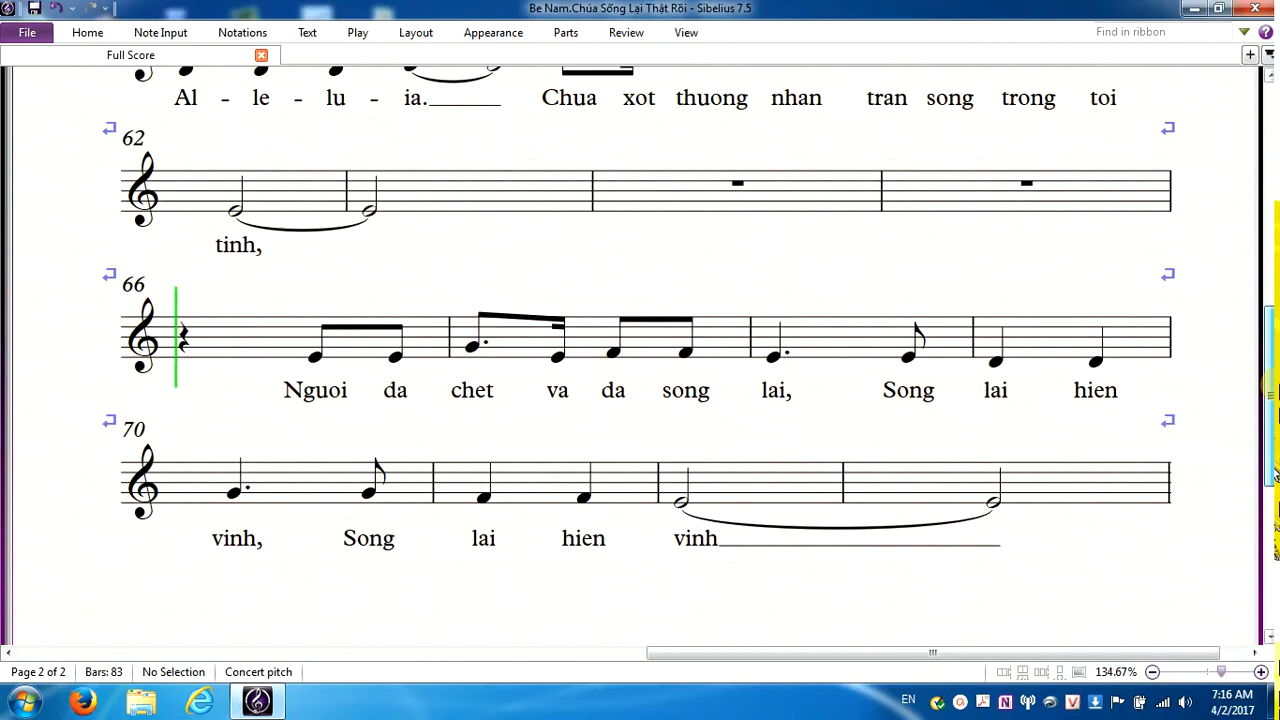 Be Nam.Chúa Sống Lại Thật Rồi - Sibelius 7.5
File Home Note Input Notations Text Play Layout Appearance Parts Review View Find in ribbon
Full Score
Al - le - lu - ia. Chua xot thuong nhan tran song trong toi
62
tinh,
66
Nguoi da chet va da song lai, Song lai hien
70
vinh, Song lai hien vinh
Page 2 of 2 Bars: 83 No Selection Concert pitch 134.67%
EN 7:16 AM
4/2/2017